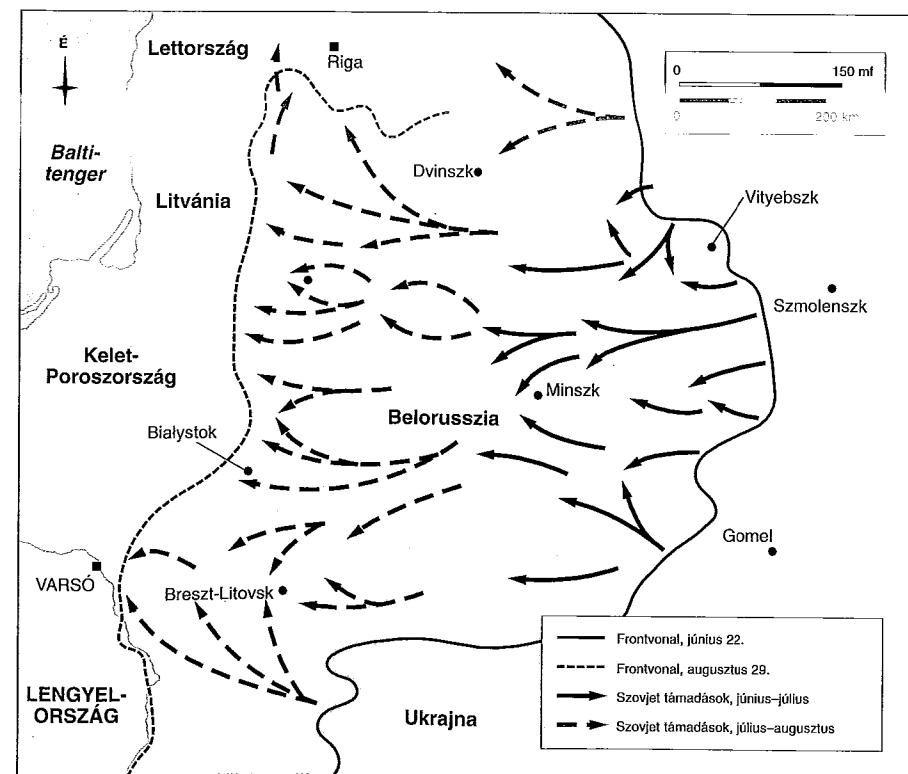 É
Lettország
Riga
0
150 mf
0
200 km
Balti-
tenger
Dvinszk
Litvánia
Vityebszk
Szmolenszk
Kelet-
Poroszország
Minszk
Belorusszia
Białystok
Gomel
VARSÓ
Breszt-Litovsk
LENGYEL-
ORSZÁG
Ukrajna
Frontvonal, június 22.
Frontvonal, augusztus 29.
Szovjet támadások, június–július
Szovjet támadások, július–augusztus